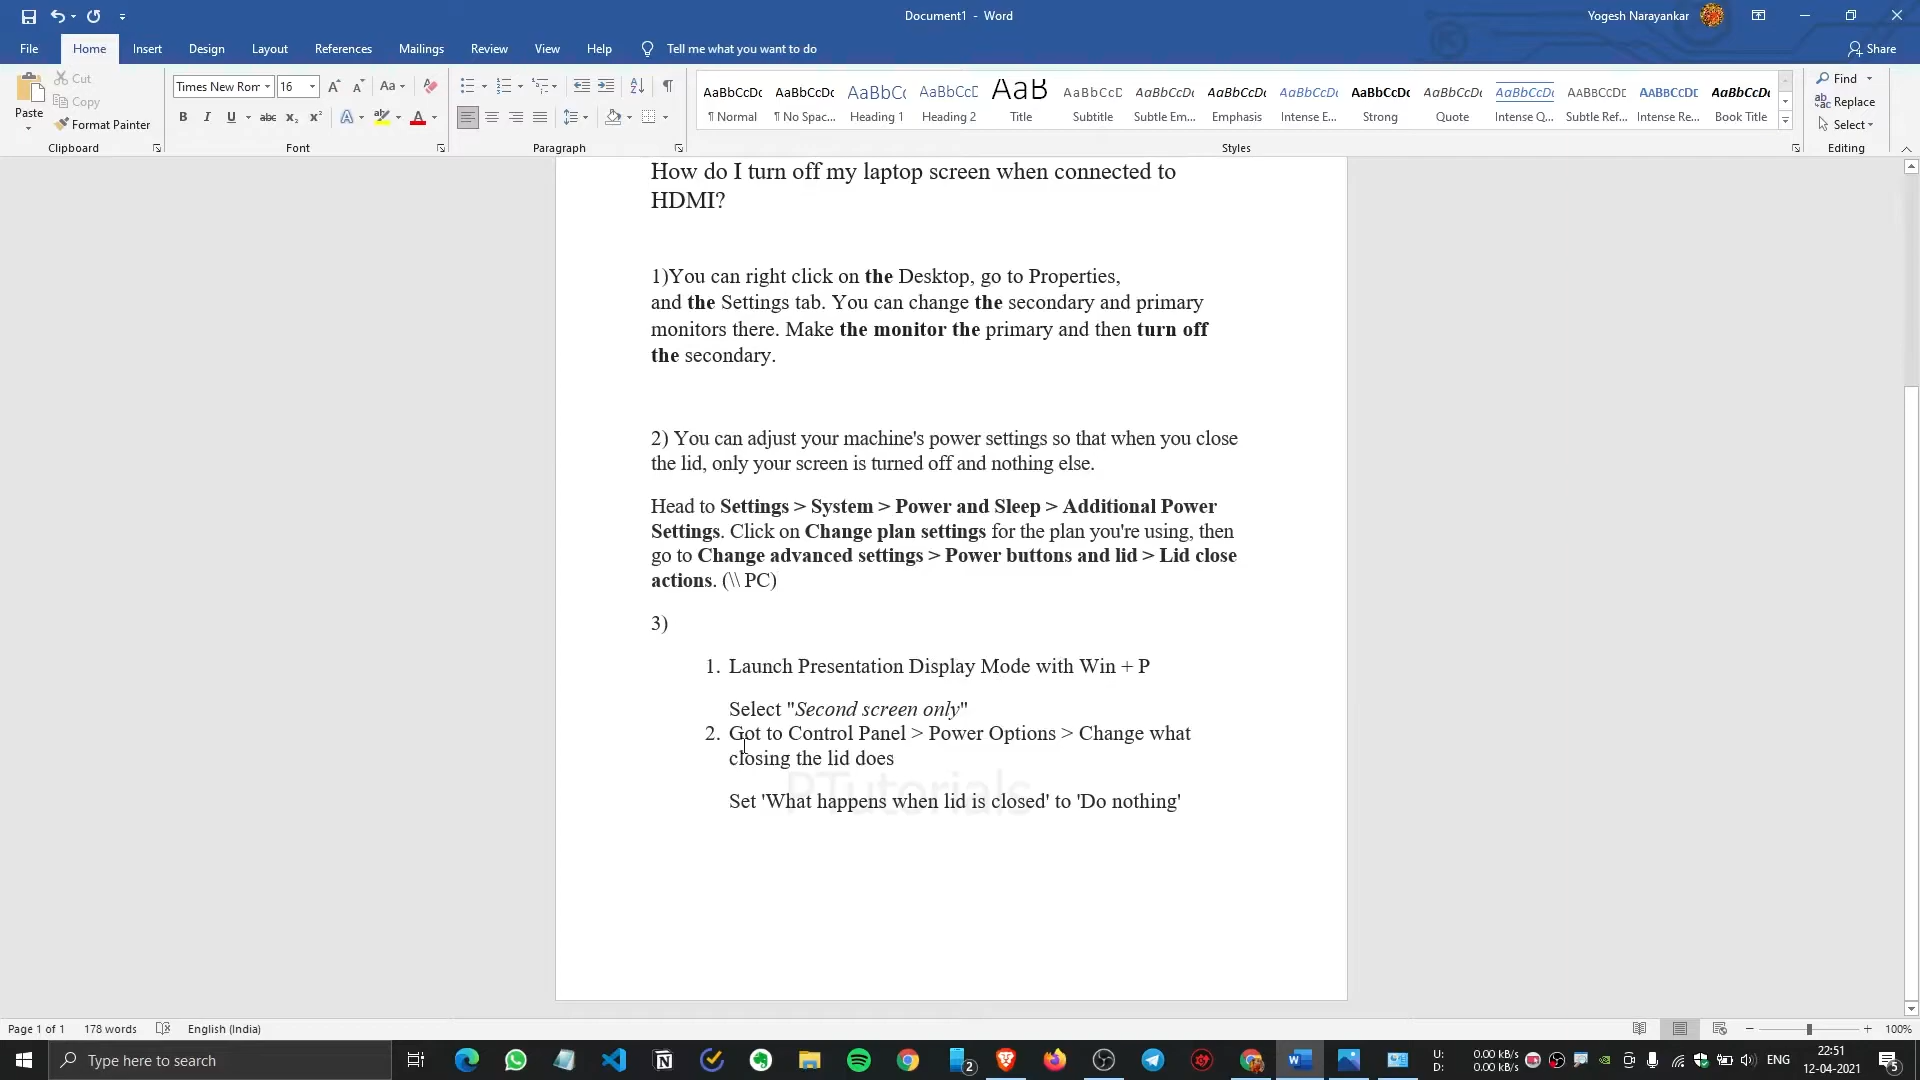 Document1 - Word
Yogesh Narayankar
File Home Insert Design Layout References Mailings Review View Help Tell me what you want to do Share
Paste Cut Copy Format Painter
Times New Ror 16
AaBbCcDc AaBbCcDc AaBbCc AaBbCcD AaB AaBbCcD AaBbCcDc AaBbCcDc AaBbCcDc AaBbCcDc AaBbCcDc AaBbCcDc AABBCCDC AABBCCDC AaBbCcDc
¶ Normal ¶ No Spac... Heading 1 Heading 2 Title Subtitle Subtle Em... Emphasis Intense E... Strong Quote Intense Q... Subtle Ref... Intense Re... Book Title
Find Replace Select
Clipboard Font Paragraph Styles Editing
How do I turn off my laptop screen when connected to
HDMI?
1)You can right click on the Desktop, go to Properties,
and the Settings tab. You can change the secondary and primary
monitors there. Make the monitor the primary and then turn off
the secondary.
2) You can adjust your machine's power settings so that when you close
the lid, only your screen is turned off and nothing else.
Head to Settings > System > Power and Sleep > Additional Power
Settings. Click on Change plan settings for the plan you're using, then
go to Change advanced settings > Power buttons and lid > Lid close
actions. (\\ PC)
3)
1. Launch Presentation Display Mode with Win + P
Select "Second screen only"
2. Got to Control Panel > Power Options > Change what
closing the lid does
PTutorials
Set 'What happens when lid is closed' to 'Do nothing'
Page 1 of 1 178 words English (India) 100%
Type here to search
U: 0.00 kB/s
D: 0.00 kB/s
ENG
22:51
12-04-2021